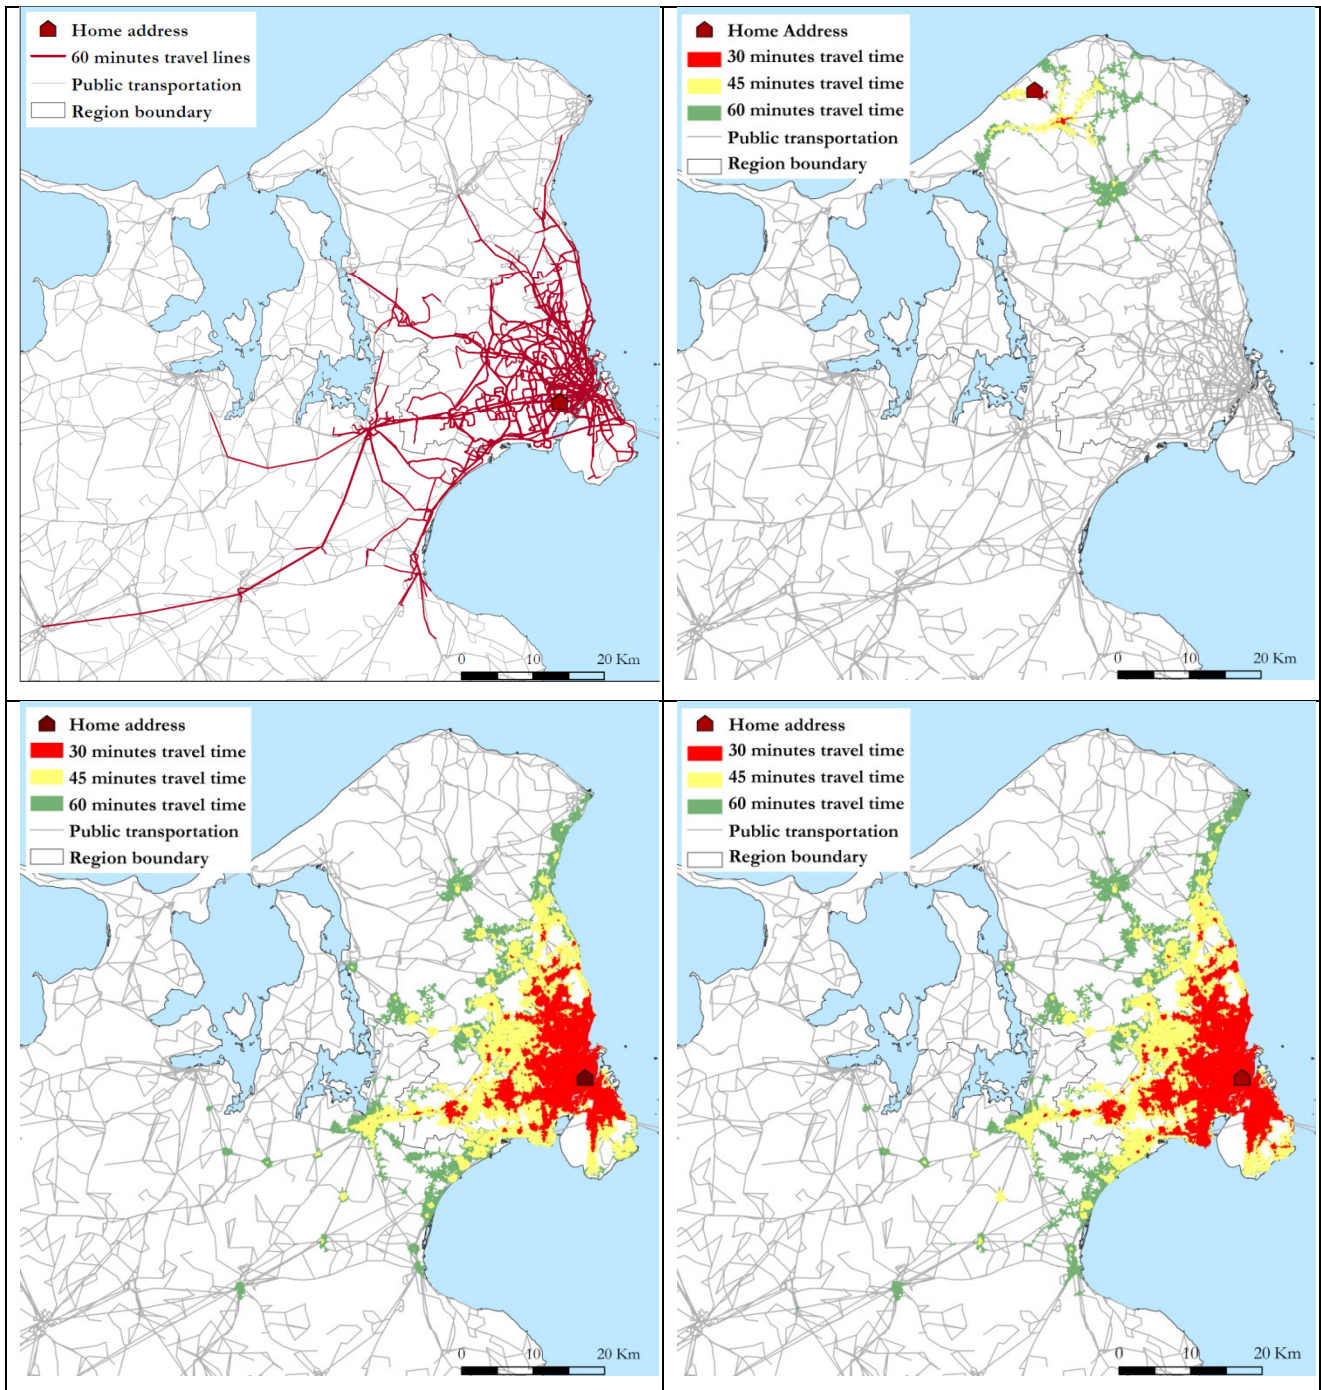 Home address
60 minutes travel lines
Public transportation
Region boundary
0 10 20 Km
Home Address
30 minutes travel time
45 minutes travel time
60 minutes travel time
Public transportation
Region boundary
0 10 20 Km
Home address
30 minutes travel time
45 minutes travel time
60 minutes travel time
Public transportation
Region boundary
0 10 20 Km
Home address
30 minutes travel time
45 minutes travel time
60 minutes travel time
Public transportation
Region boundary
0 10 20 Km